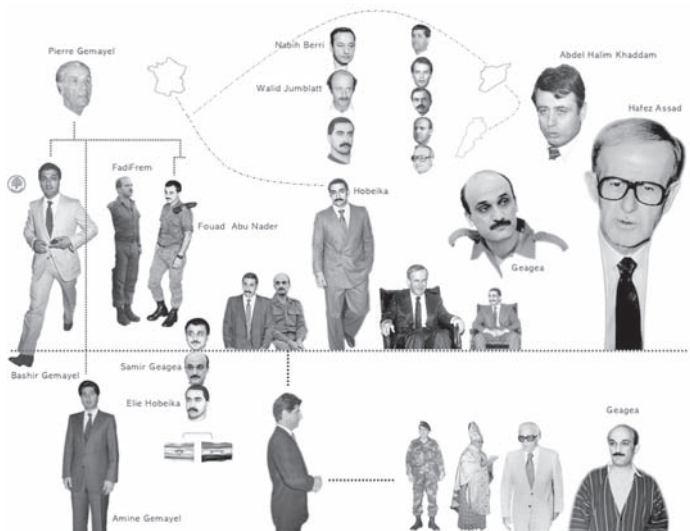 Pierre Gemayel
Nabih Berri
Walid Jumblatt
Abdel Halim Khaddam
Hafez Assad
FadiFrem
Fouad Abu Nader
Hobeika
Geagea
Bashir Gemayel
Samir Geagea
Elie Hobeika
Geagea
Amine Gemayel